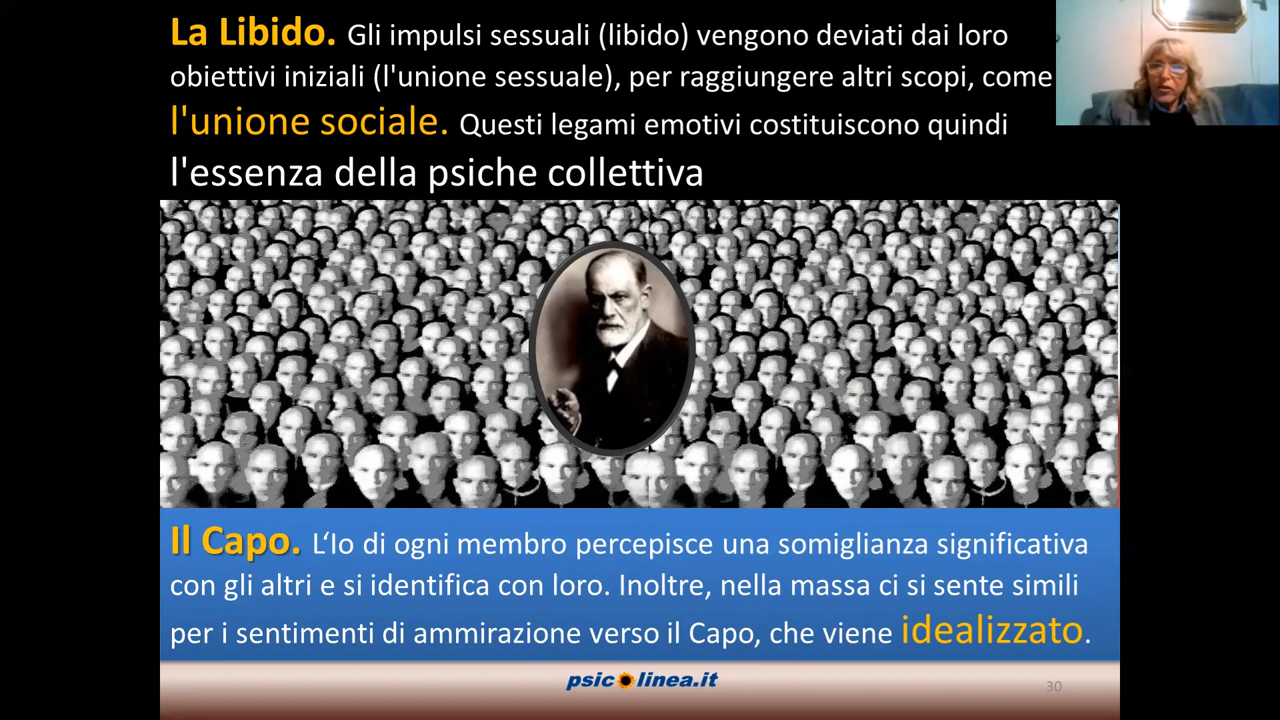 La Libido. Gli impulsi sessuali (libido) vengono deviati dai loro
obiettivi iniziali (l'unione sessuale), per raggiungere altri scopi, come
l'unione sociale. Questi legami emotivi costituiscono quindi
l'essenza della psiche collettiva
Il Capo. L‘Io di ogni membro percepisce una somiglianza significativa
con gli altri e si identifica con loro. Inoltre, nella massa ci si sente simili
per i sentimenti di ammirazione verso il Capo, che viene idealizzato.
psicolinea.it
30